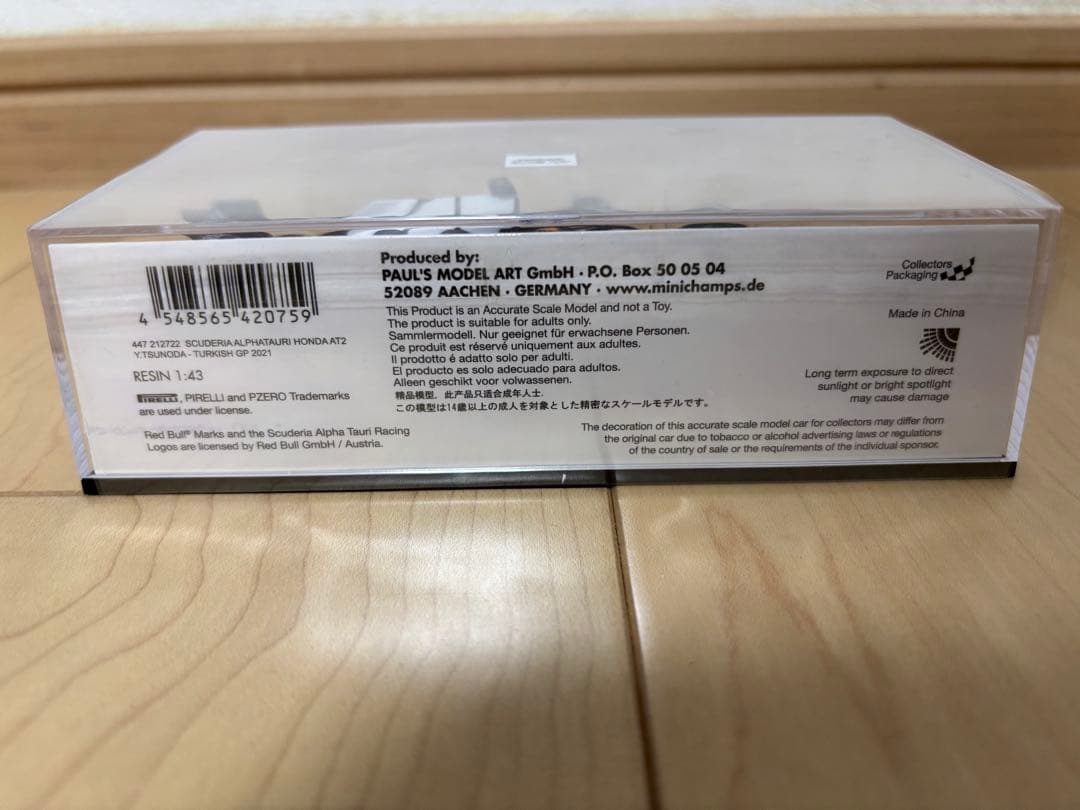 Produced by:
PAUL'S MODEL ART GmbH · P.O. Box 50 05 04
52089 AACHEN · GERMANY · www.minichamps.de
4 548565 420759
447 212722 SCUDERIA ALPHATAURI HONDA AT2
Y.TSUNODA - TURKISH GP 2021
RESIN 1:43
PIRELLI, PIRELLI and PZERO Trademarks
are used under license.
Red Bull® Marks and the Scuderia Alpha Tauri Racing
Logos are licensed by Red Bull GmbH / Austria.
This Product is an Accurate Scale Model and not a Toy.
The product is suitable for adults only.
Sammlermodell. Nur geeignet für erwachsene Personen.
Ce produit est réservé uniquement aux adultes.
Il prodotto é adatto solo per adulti.
El producto es solo adecuado para adultos.
Alleen geschikt voor volwassenen.
精品模型．此产品只适合成年人士.
この模型は14歳以上の成人を対象とした精密なスケールモデルです。
Collectors
Packaging
Made in China
Long term exposure to direct
sunlight or bright spotlight
may cause damage
The decoration of this accurate scale model car for collectors may differ from
the original car due to tobacco or alcohol advertising laws or regulations
of the country of sale or the requirements of the individual sponsor.